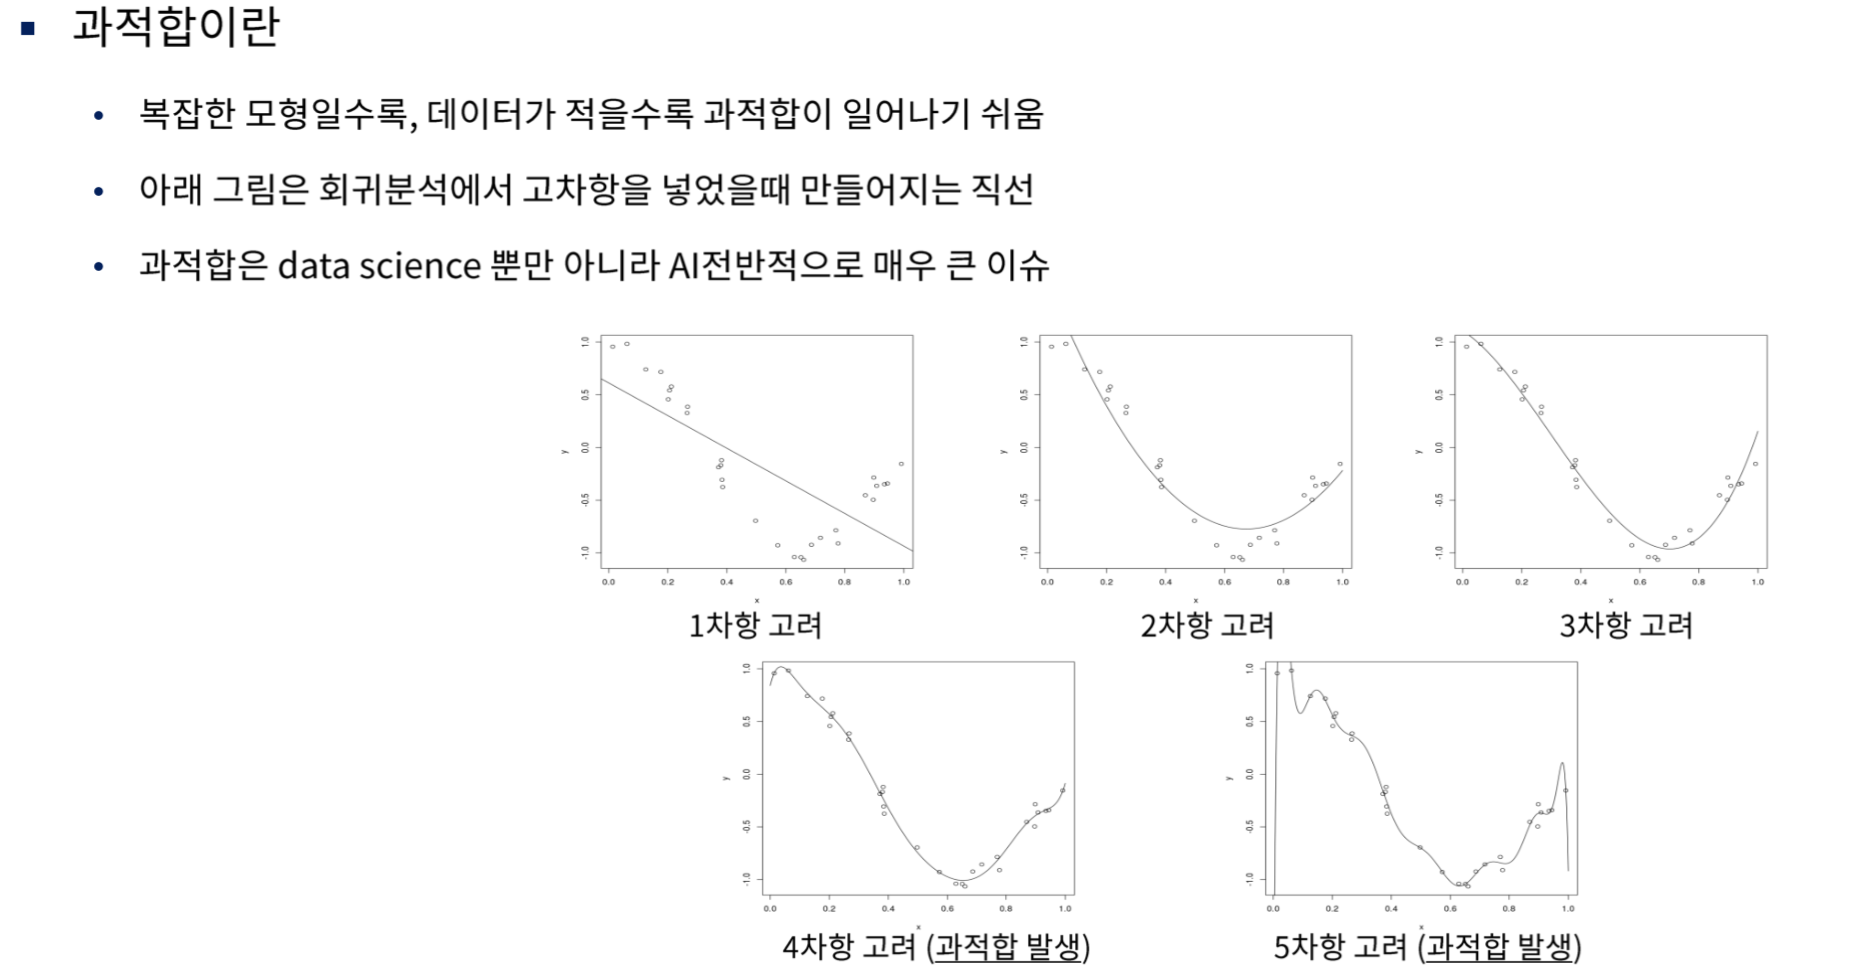 과적합이란
복잡한 모형일수록, 데이터가 적을수록 과적합이 일어나기 쉬움
아래 그림은 회귀분석에서 고차항을 넣었을때 만들어지는 직선
과적합은 data science 뿐만 아니라 AI전반적으로 매우 큰 이슈
1.0 0.5 0.0 -0.5 -1.0
y
0.0 0.2 0.4 0.6 0.8 1.0
x
1차항 고려
1.0 0.5 0.0 -0.5 -1.0
y
0.0 0.2 0.4 0.6 0.8 1.0
x
2차항 고려
1.0 0.5 0.0 -0.5 -1.0
y
0.0 0.2 0.4 0.6 0.8 1.0
x
3차항 고려
1.0 0.5 0.0 -0.5 -1.0
y
0.0 0.2 0.4 0.6 0.8 1.0
x
4차항 고려 (과적합 발생)
1.0 0.5 0.0 -0.5 -1.0
y
0.0 0.2 0.4 0.6 0.8 1.0
x
5차항 고려 (과적합 발생)